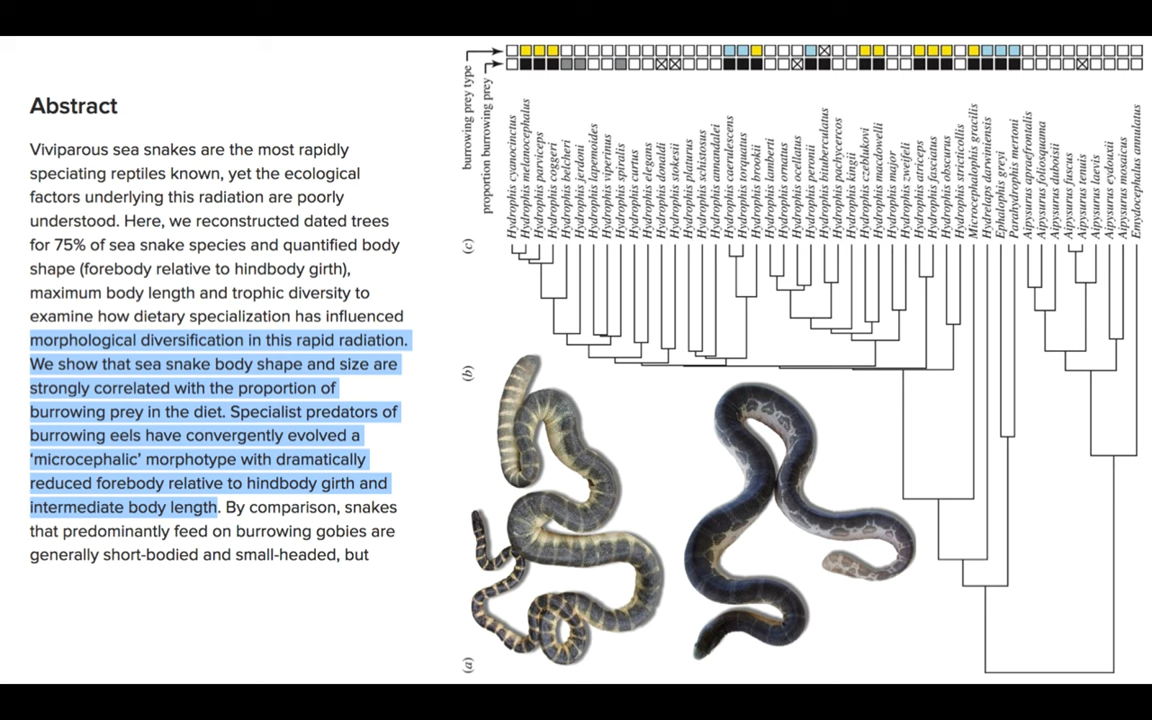 Abstract
Viviparous sea snakes are the most rapidly
speciating reptiles known, yet the ecological
factors underlying this radiation are poorly
understood. Here, we reconstructed dated trees
for 75% of sea snake species and quantified body
shape (forebody relative to hindbody girth),
maximum body length and trophic diversity to
examine how dietary specialization has influenced
morphological diversification in this rapid radiation.
We show that sea snake body shape and size are
strongly correlated with the proportion of
burrowing prey in the diet. Specialist predators of
burrowing eels have convergently evolved a
‘microcephalic’ morphotype with dramatically
reduced forebody relative to hindbody girth and
intermediate body length. By comparison, snakes
that predominantly feed on burrowing gobies are
generally short-bodied and small-headed, but
burrowing prey type
proportion burrowing prey
(c)
Hydrophis cyanocinctus
Hydrophis melanocephalus
Hydrophis parviceps
Hydrophis coggeri
Hydrophis belcheri
Hydrophis jerdoni
Hydrophis lapemoides
Hydrophis viperinus
Hydrophis spiralis
Hydrophis curtus
Hydrophis elegans
Hydrophis donaldi
Hydrophis stokesii
Hydrophis platurus
Hydrophis schistosus
Hydrophis annandalei
Hydrophis caerulescens
Hydrophis torquatus
Hydrophis brookii
Hydrophis lamberti
Hydrophis ornatus
Hydrophis ocellatus
Hydrophis peronii
Hydrophis bituberculatus
Hydrophis pachycercos
Hydrophis kingii
Hydrophis czeblukovi
Hydrophis macdowelli
Hydrophis major
Hydrophis zweifeli
Hydrophis atriceps
Hydrophis fasciatus
Hydrophis obscurus
Hydrophis stricticollis
Microcephalophis gracilis
Hydrelaps darwiniensis
Ephalophis greyi
Parahydrophis mertoni
Aipysurus apraefrontalis
Aipysurus foliosquama
Aipysurus duboisii
Aipysurus fuscus
Aipysurus tenuis
Aipysurus laevis
Aipysurus eydouxii
Aipysurus mosaicus
Emydocephalus annulatus
(b)
(a)